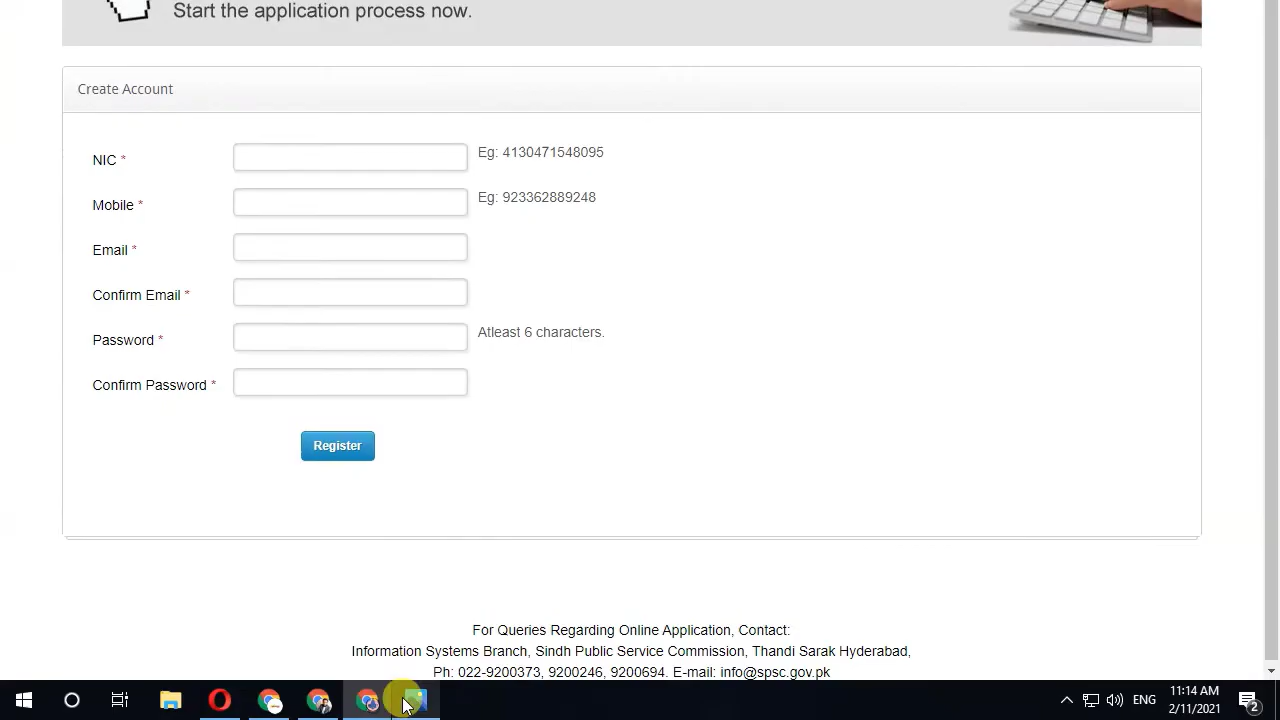 Start the application process now.
Create Account
NIC * Eg: 4130471548095
Mobile * Eg: 923362889248
Email *
Confirm Email *
Password * Atleast 6 characters.
Confirm Password *
Register
For Queries Regarding Online Application, Contact:
Information Systems Branch, Sindh Public Service Commission, Thandi Sarak Hyderabad,
Ph: 022-9200373, 9200246, 9200694. E-mail: info@spsc.gov.pk
ENG
11:14 AM
2/11/2021
2